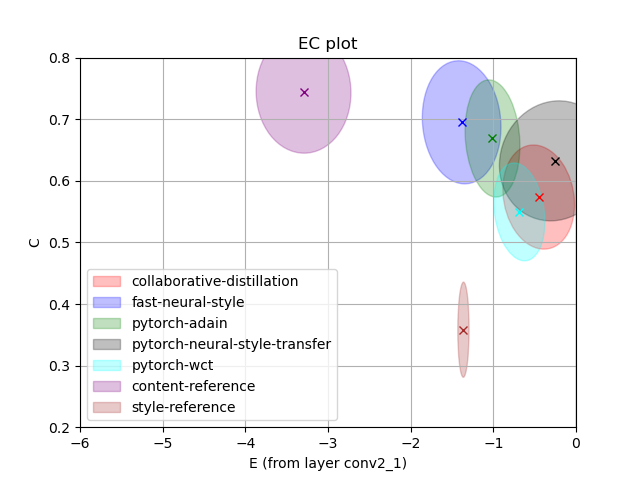 EC plot
0.8
0.7
0.6
0.5
0.4
0.3
0.2
C
collaborative-distillation
fast-neural-style
pytorch-adain
pytorch-neural-style-transfer
pytorch-wct
content-reference
style-reference
−6 −5 −4 −3 −2 −1 0
E (from layer conv2_1)